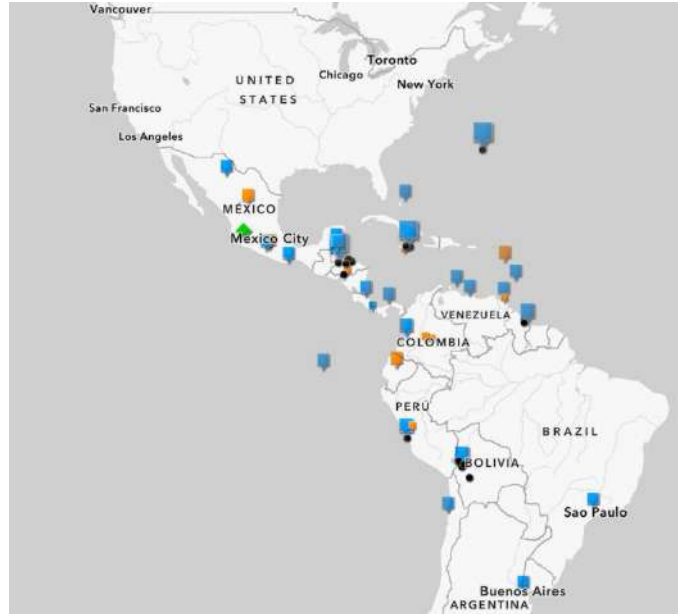 Vancouver
Toronto
Chicago
UNITED
STATES
New York
San Francisco
Los Angeles
MÉXICO
Mexico City
VENEZUELA
COLOMBIA
PERÚ
BRAZIL
BOLIVIA
Sao Paulo
Buenos Aires
ARGENTINA